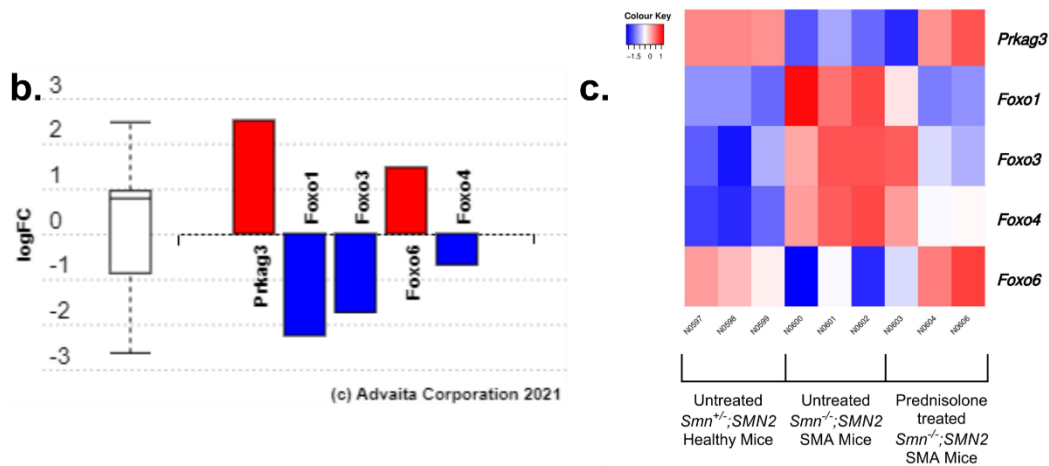 b.
3
2
1
0
-1
-2
-3
logFC
Prkag3
Foxo1
Foxo3
Foxo6
Foxo4
(c) Advaita Corporation 2021
c.
Colour Key
-1.5 0 1
Prkag3
Foxo1
Foxo3
Foxo4
Foxo6
N0597 N0598 N0599 N0600 N0601 N0602 N0603 N0604 N0606
Untreated
Smn+/-;SMN2
Healthy Mice
Untreated
Smn-/-;SMN2
SMA Mice
Prednisolone
treated
Smn-/-;SMN2
SMA Mice